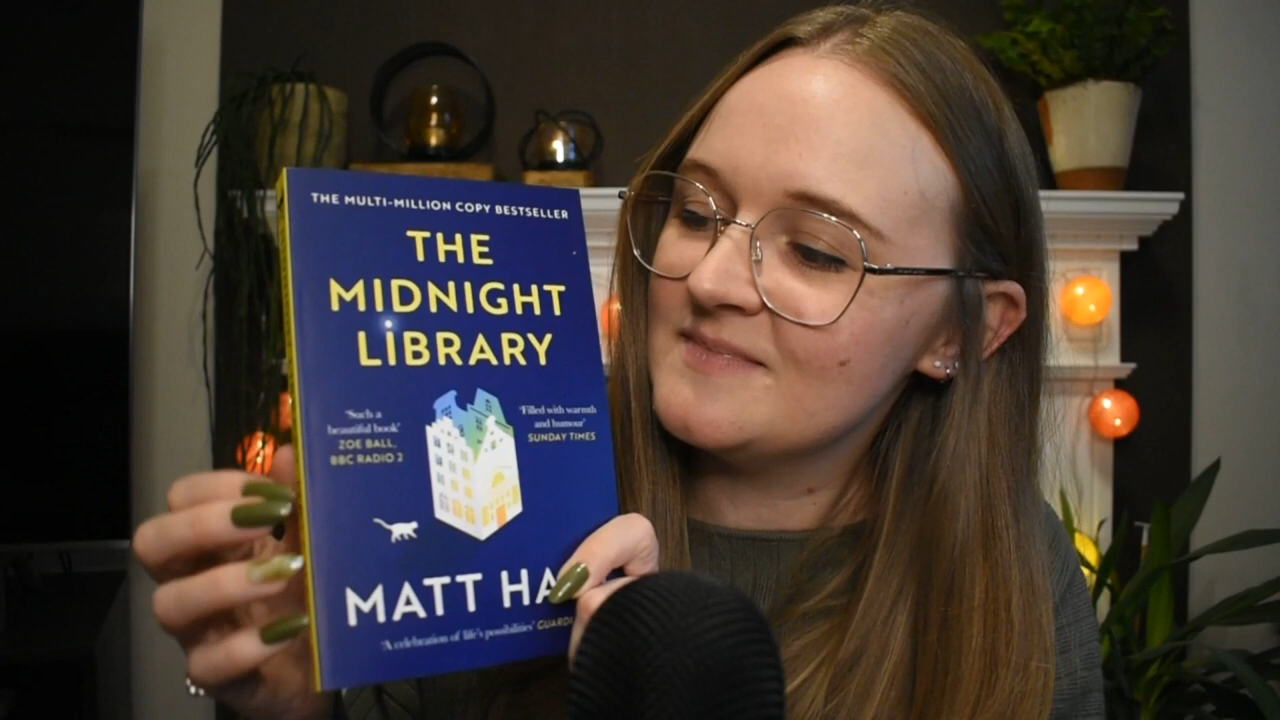 THE MULTI-MILLION COPY BESTSELLER
THE
MIDNIGHT
LIBRARY
'Such a
beautiful book'
ZOE BALL,
BBC RADIO 2
'Filled with warmth
and humour'
SUNDAY TIMES
MATT HA
'A celebration of life's possibilities' GUARDI